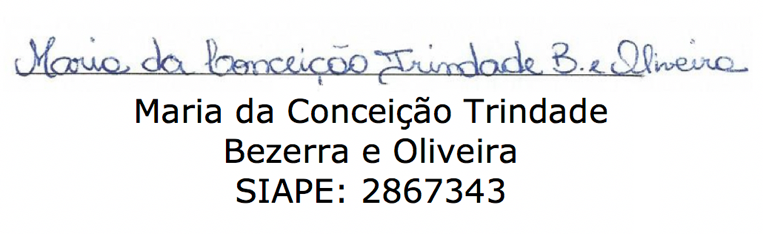 Maria da Conceição Trindade B. e Oliveira
Maria da Conceição Trindade
Bezerra e Oliveira
SIAPE: 2867343